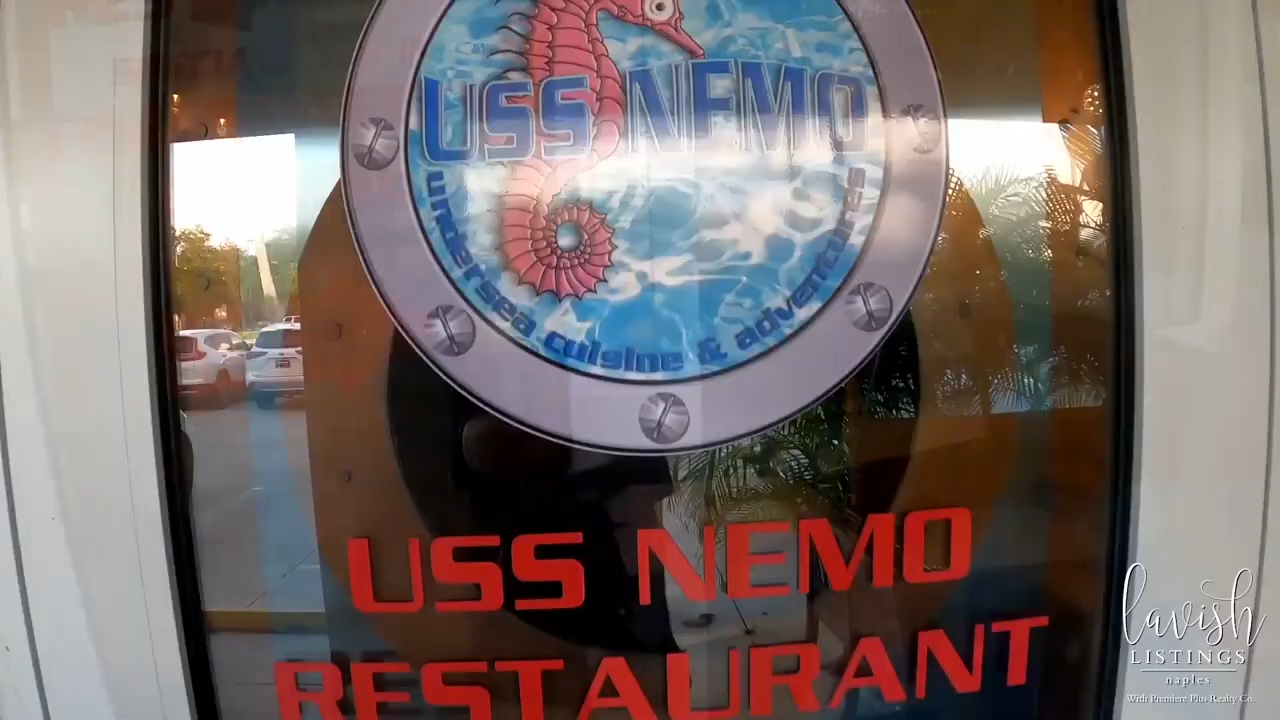 USS NEMO
undersea cuisine & adventures
USS NEMO
RESTAURANT
lavish
LISTINGS
naples
With Premiere Plus Realty Co.